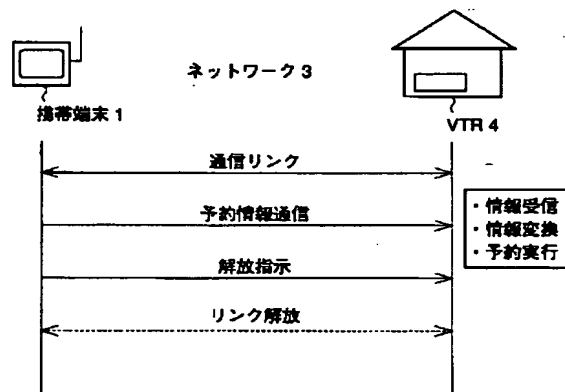 ネットワーク3
携帯端末1
VTR 4
通信リンク
予約情報通信
・情報受信
・情報変換
・予約実行
解放指示
リンク解放